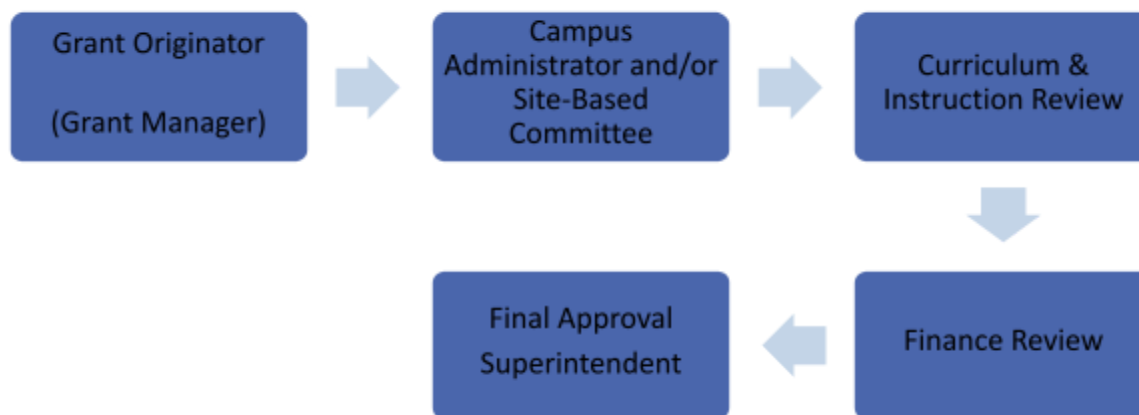 Grant Originator
(Grant Manager)
Campus
Administrator and/or
Site-Based
Committee
Curriculum &
Instruction Review
Finance Review
Final Approval
Superintendent